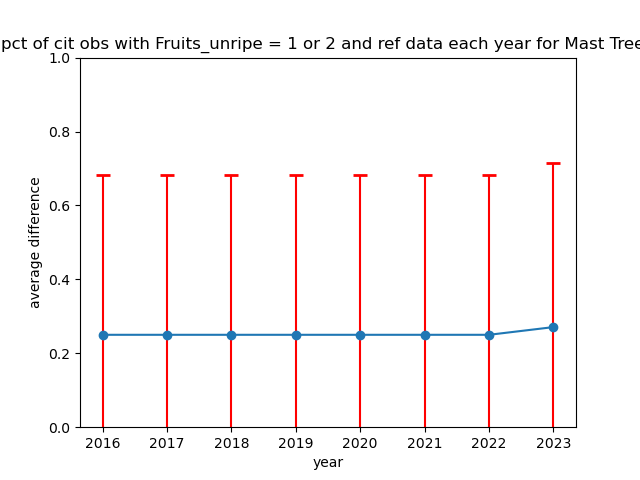 pct of cit obs with Fruits_unripe = 1 or 2 and ref data each year for Mast Tree
1.0
0.8
0.6
0.4
0.2
0.0
average difference
2016 2017 2018 2019 2020 2021 2022 2023
year